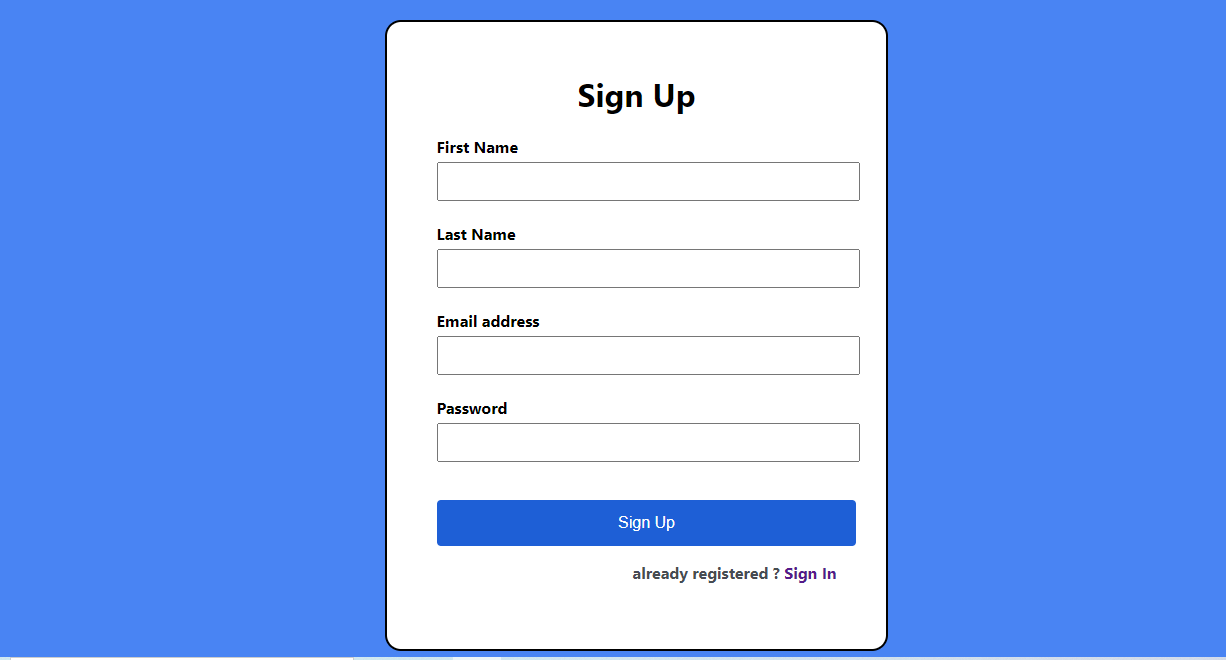 Sign Up
First Name
Last Name
Email address
Password
Sign Up
already registered ? Sign In